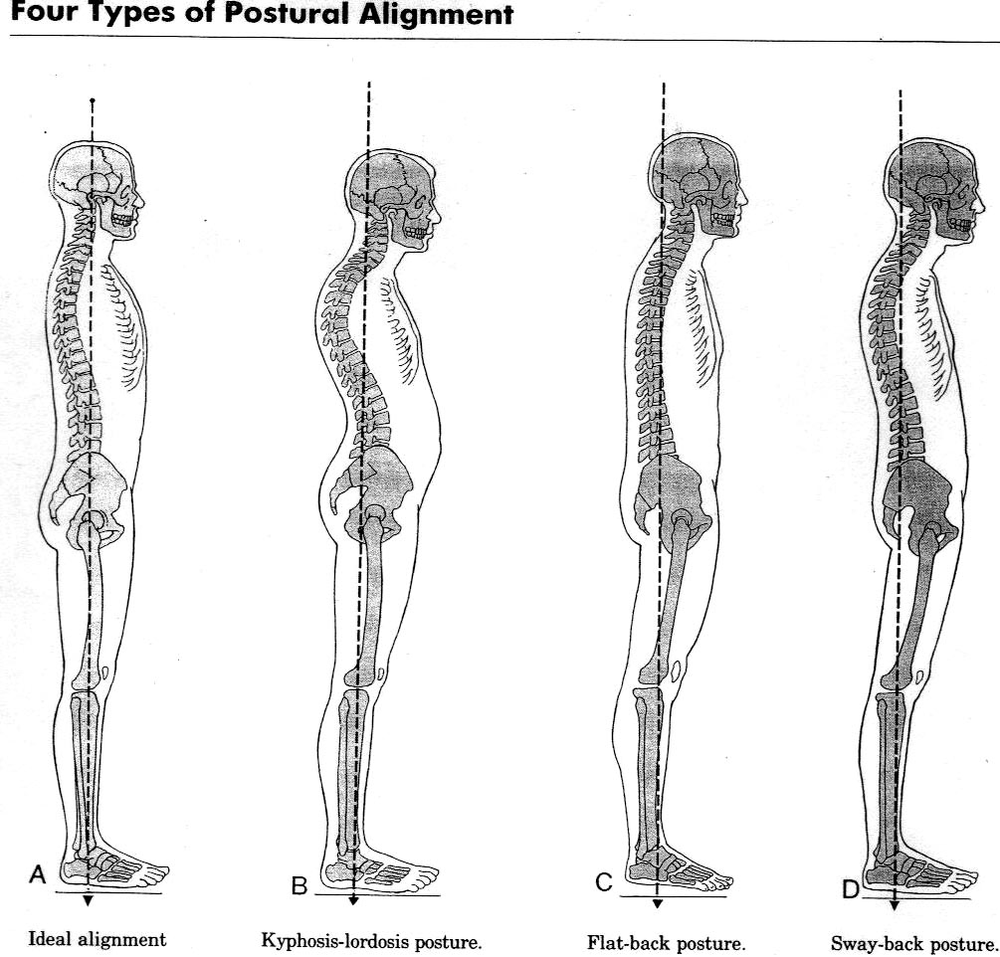 Four Types of Postural Alignment
A
B
C
D
Ideal alignment
Kyphosis-lordosis posture.
Flat-back posture.
Sway-back posture.